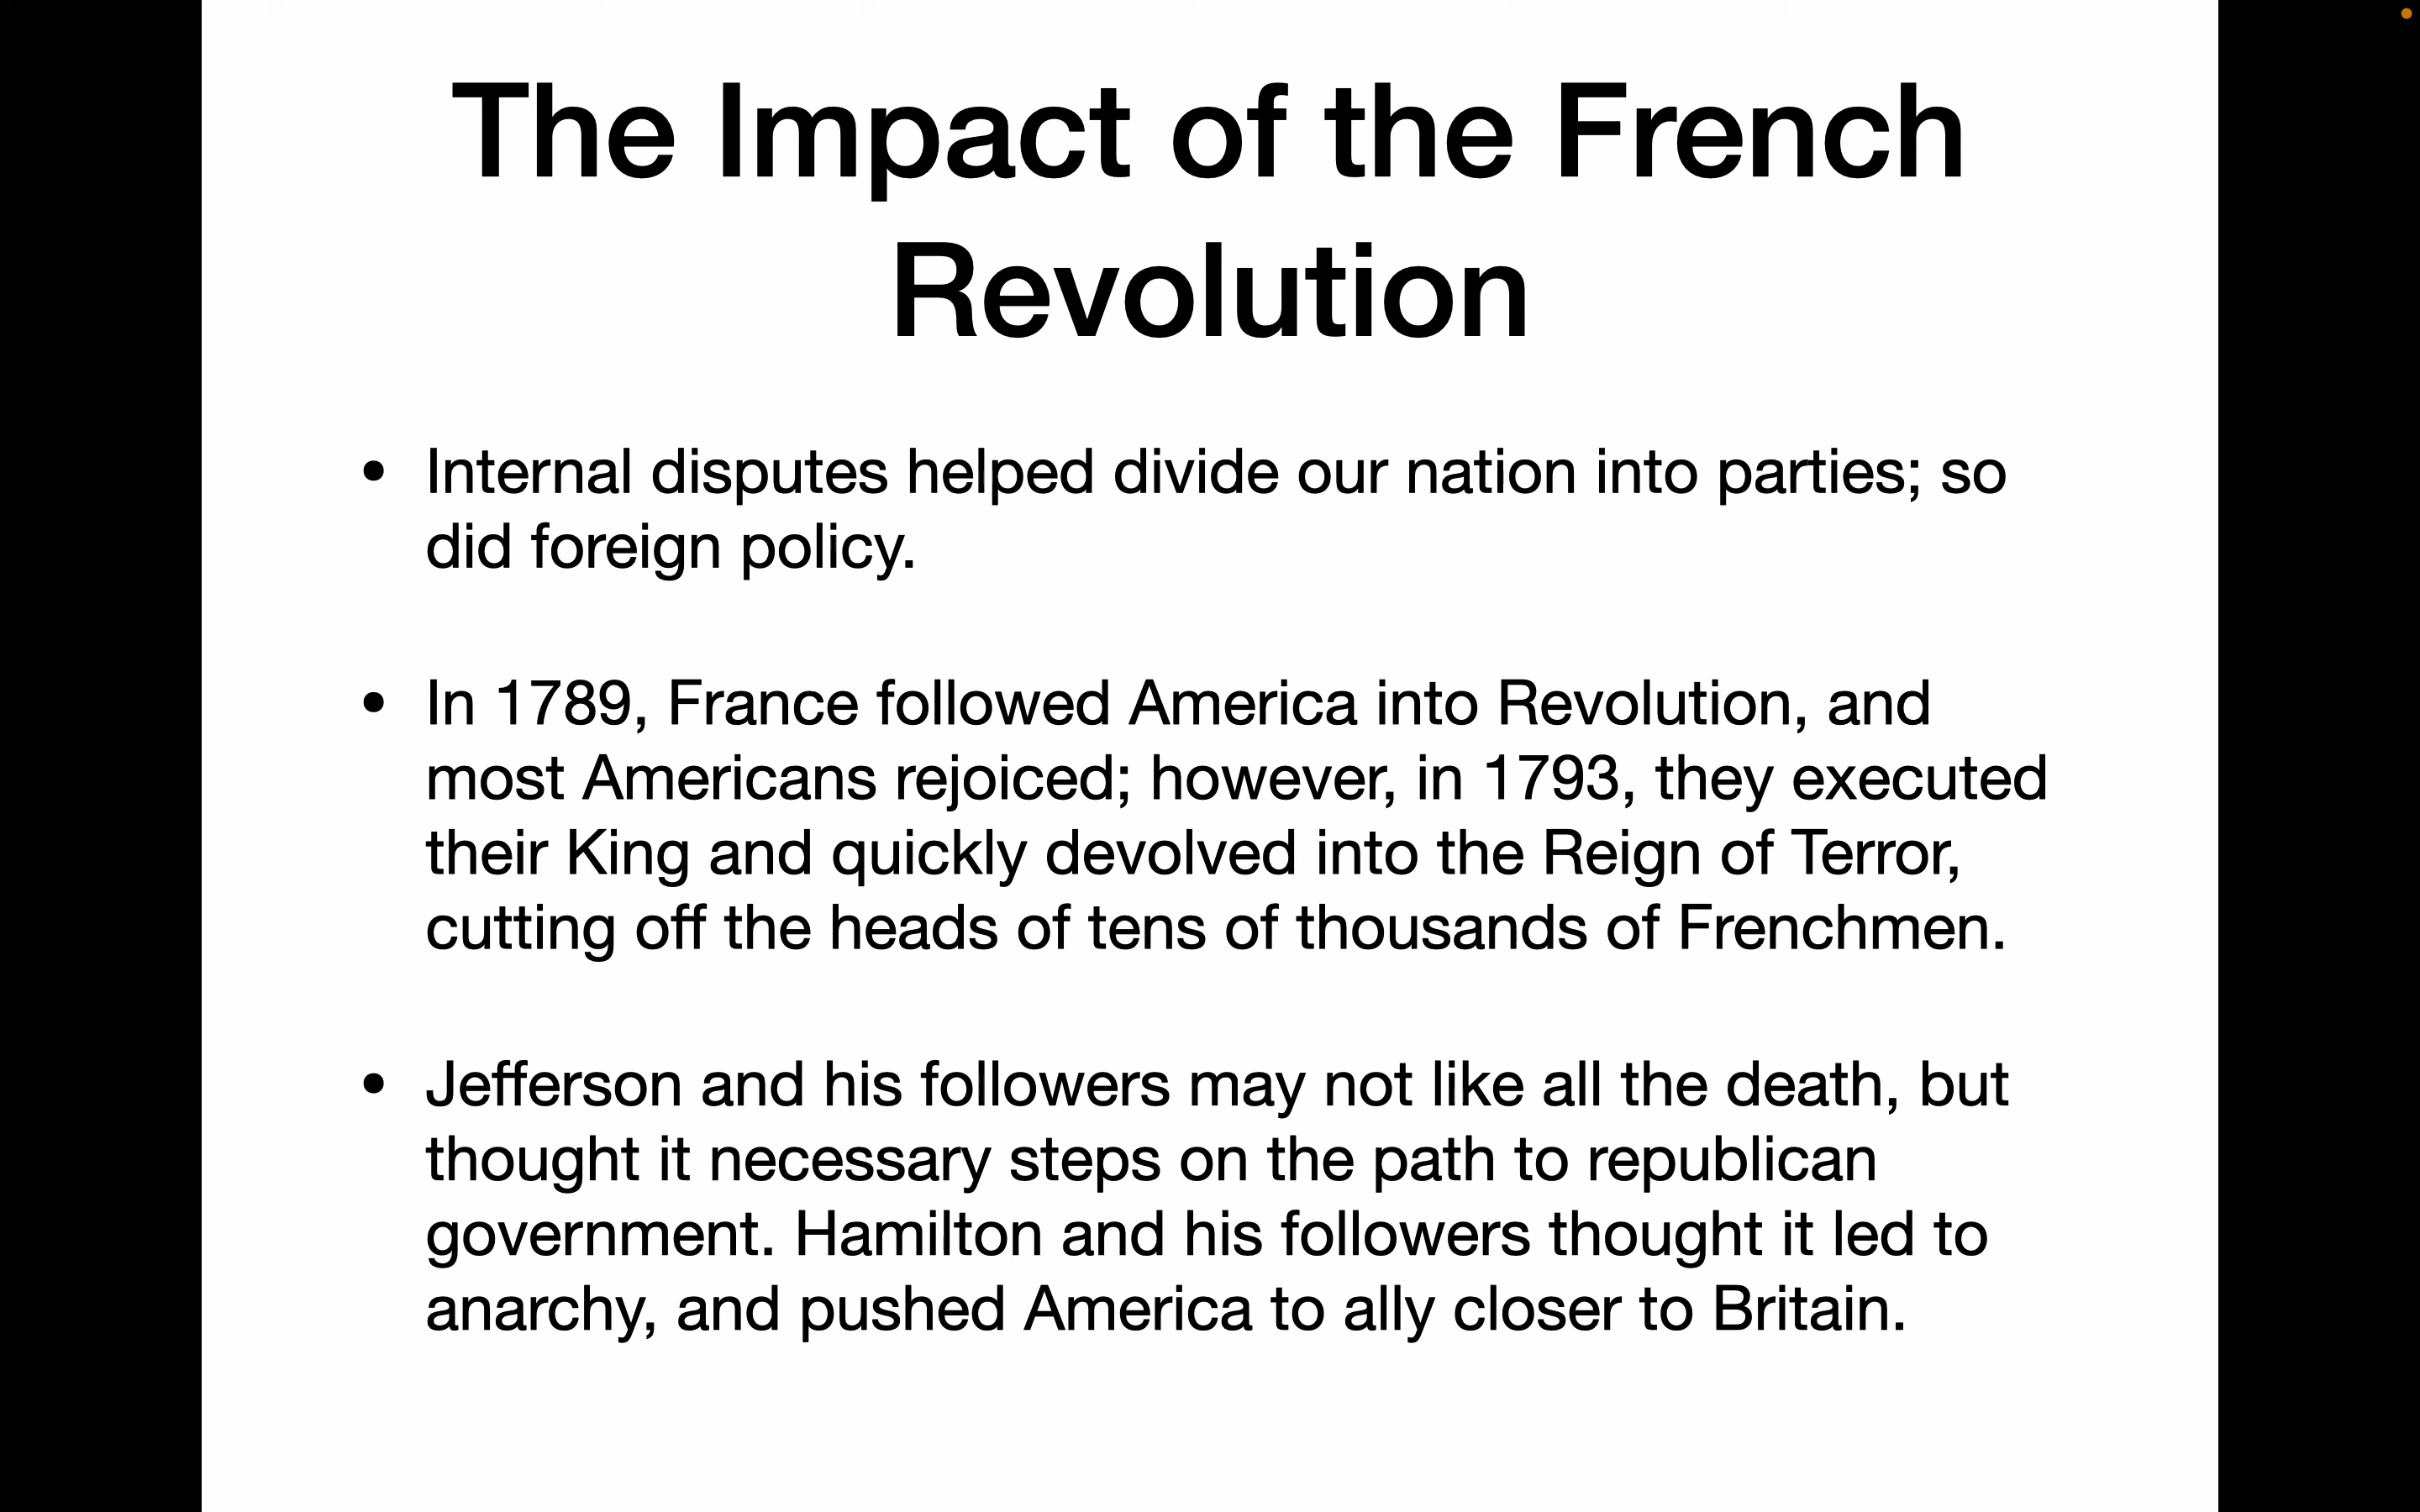 The Impact of the French
Revolution
• Internal disputes helped divide our nation into parties; so
did foreign policy.
• In 1789, France followed America into Revolution, and
most Americans rejoiced; however, in 1793, they executed
their King and quickly devolved into the Reign of Terror,
cutting off the heads of tens of thousands of Frenchmen.
• Jefferson and his followers may not like all the death, but
thought it necessary steps on the path to republican
government. Hamilton and his followers thought it led to
anarchy, and pushed America to ally closer to Britain.